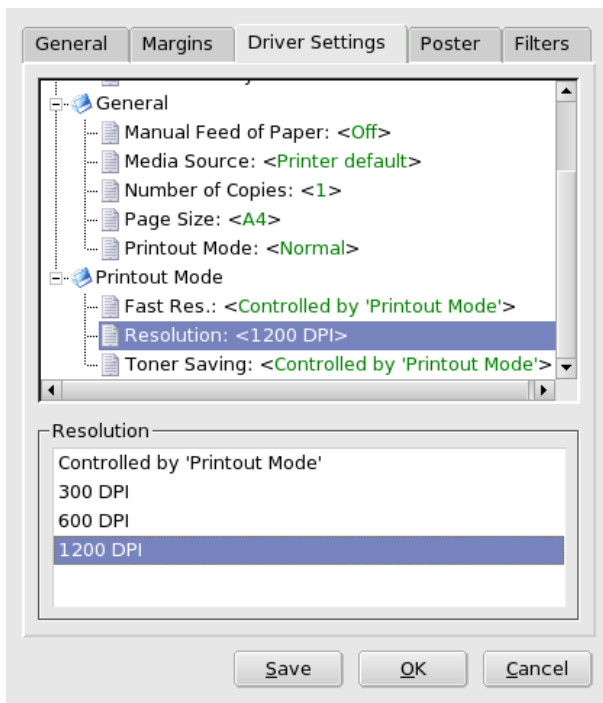 General Margins Driver Settings Poster Filters
General
Manual Feed of Paper: <Off>
Media Source: <Printer default>
Number of Copies: <1>
Page Size: <A4>
Printout Mode: <Normal>
Printout Mode
Fast Res.: <Controlled by 'Printout Mode'>
Resolution: <1200 DPI>
Toner Saving: <Controlled by 'Printout Mode'>
Resolution
Controlled by 'Printout Mode'
300 DPI
600 DPI
1200 DPI
Save OK Cancel